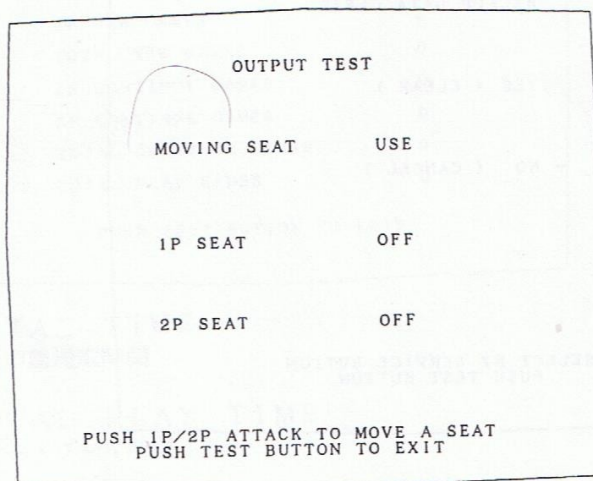 OUTPUT TEST
MOVING SEAT USE
1P SEAT OFF
2P SEAT OFF
PUSH 1P/2P ATTACK TO MOVE A SEAT
PUSH TEST BUTTON TO EXIT